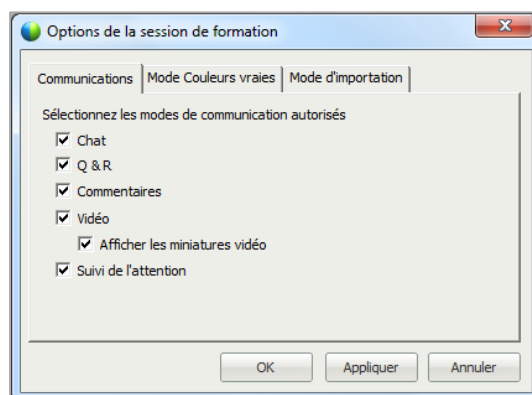 Options de la session de formation
Communications Mode Couleurs vraies Mode d'importation
Sélectionnez les modes de communication autorisés
Chat
Q & R
Commentaires
Vidéo
Afficher les miniatures vidéo
Suivi de l'attention
OK Appliquer Annuler